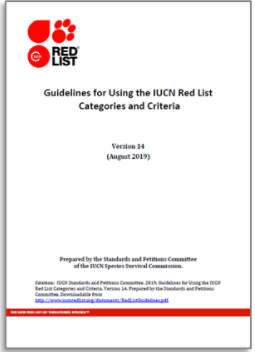 RED
LIST
Guidelines for Using the IUCN Red List
Categories and Criteria
Version 14
(August 2019)
Prepared by the Standards and Petitions Committee
of the IUCN Species Survival Commission.
Citation: IUCN Standards and Petitions Committee. 2019. Guidelines for Using the IUCN
Red List Categories and Criteria. Version 14. Prepared by the Standards and Petitions
Committee. Downloadable from
http://www.iucnredlist.org/documents/RedListGuidelines.pdf.
THE IUCN RED LIST OF THREATENED SPECIES™